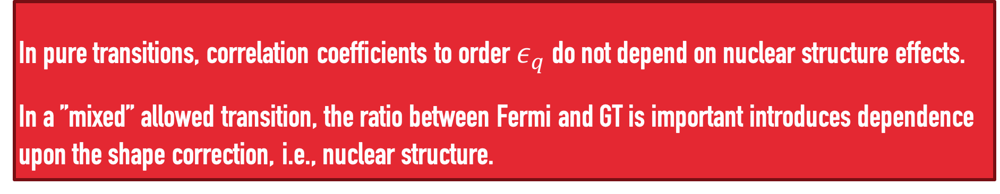 In pure transitions, correlation coefficients to order ϵq do not depend on nuclear structure effects.
In a ”mixed” allowed transition, the ratio between Fermi and GT is important introduces dependence
upon the shape correction, i.e., nuclear structure.